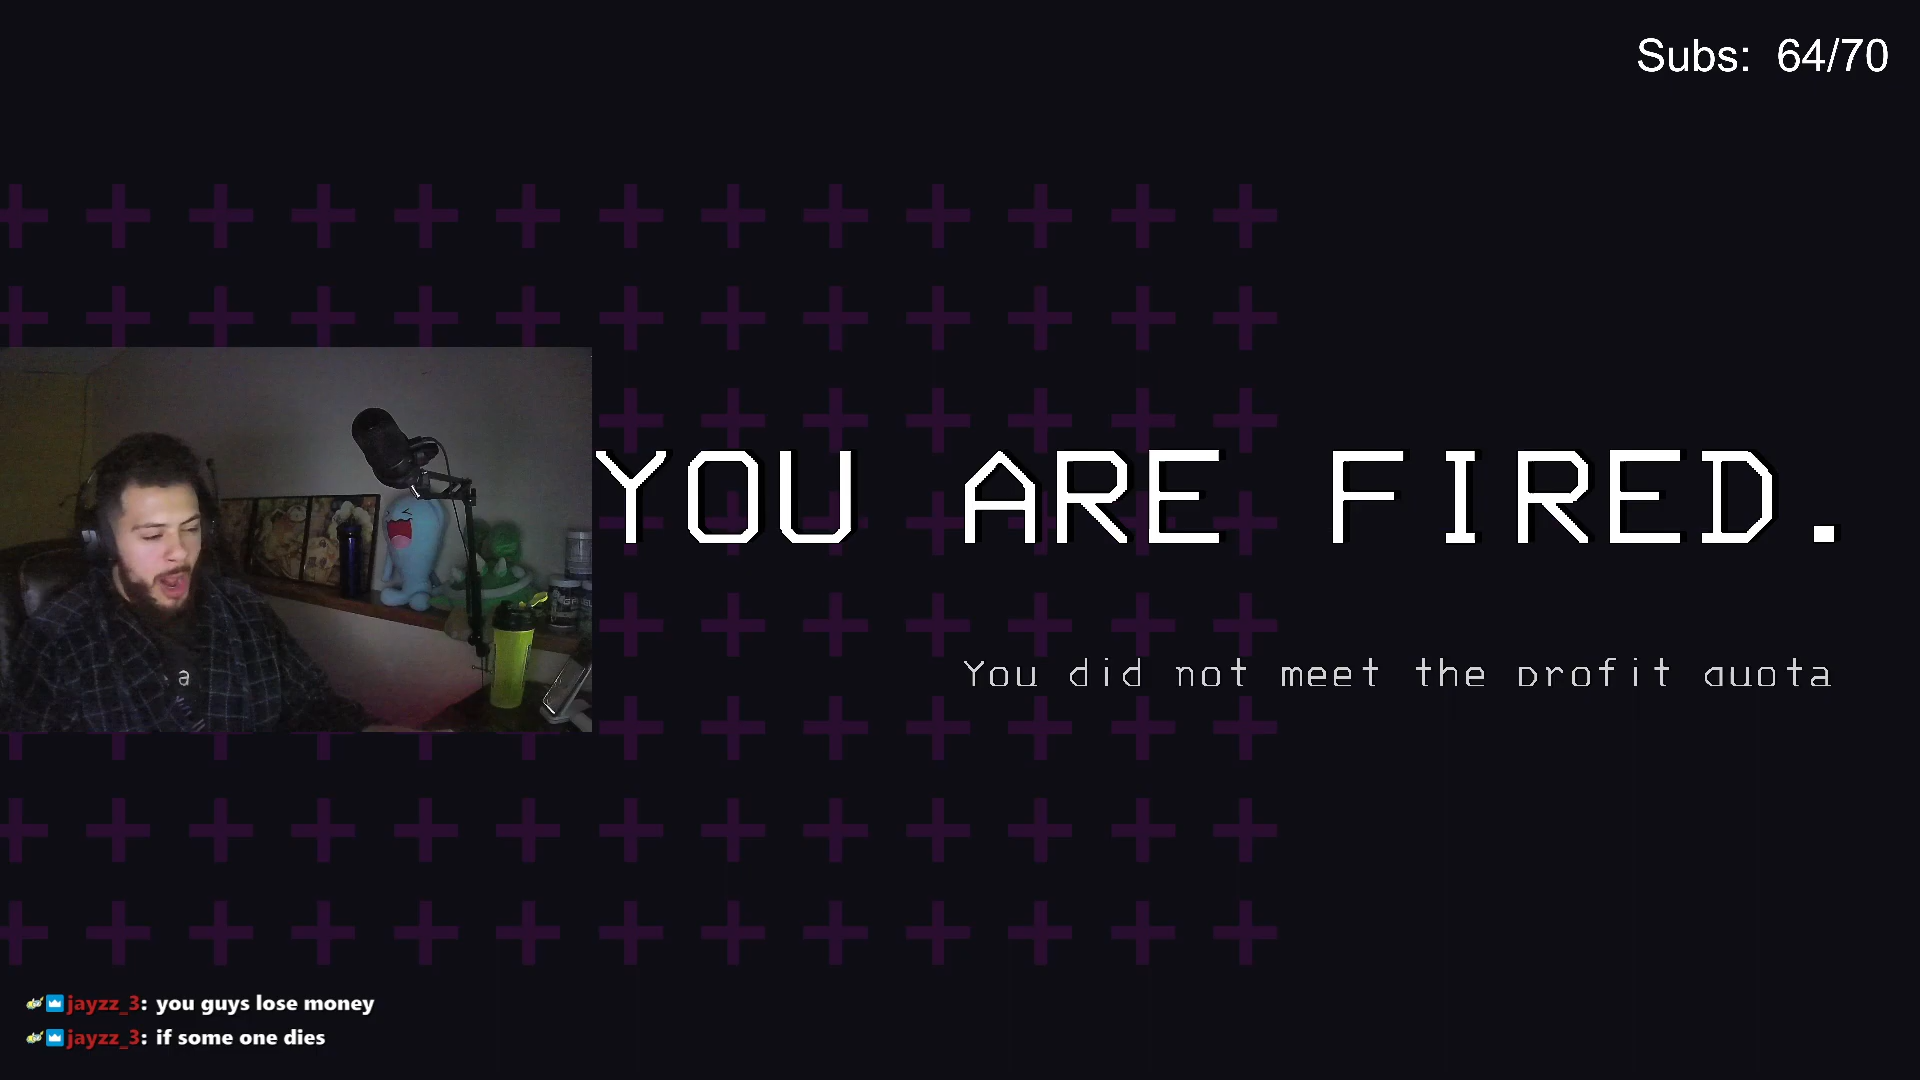 Subs: 64/70
YOU ARE FIRED.
You did not meet the profit quota
a
jayzz_3: you guys lose money
jayzz_3: if some one dies